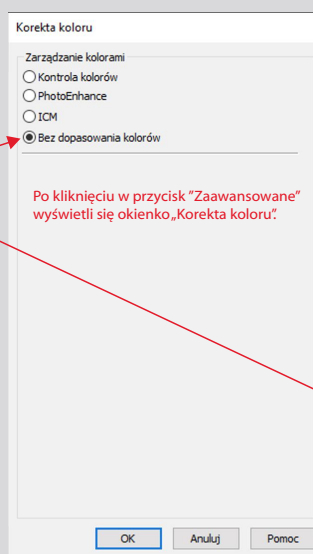 Korekta koloru
Zarządzanie kolorami
Kontrola kolorów
PhotoEnhance
ICM
Bez dopasowania kolorów
Po kliknięciu w przycisk "Zaawansowane"
wyświetli się okienko „Korekta koloru".
OK
Anuluj
Pomoc